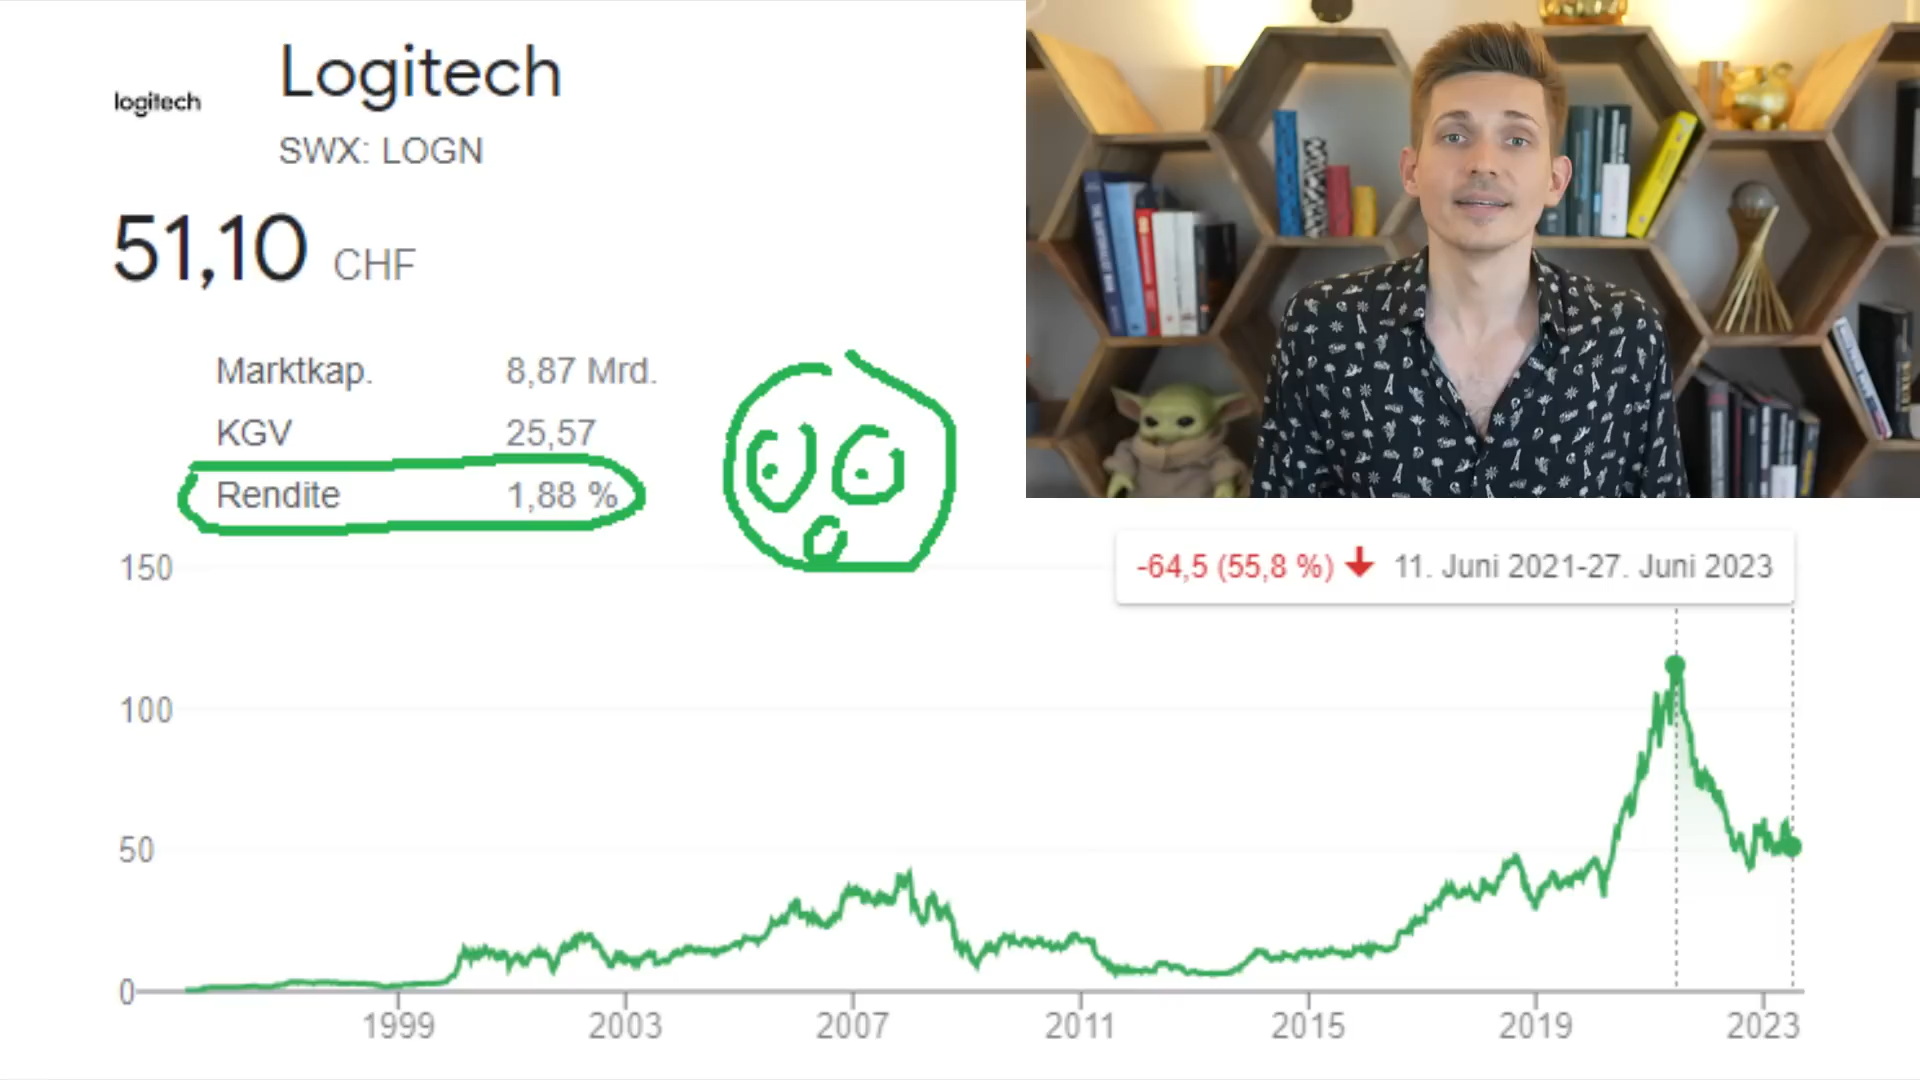 logitech
Logitech
SWX: LOGN
51,10 CHF
Marktkap. 8,87 Mrd.
KGV 25,57
Rendite 1,88 %
-64,5 (55,8 %) 11. Juni 2021-27. Juni 2023
150
100
50
0
1999 2003 2007 2011 2015 2019 2023